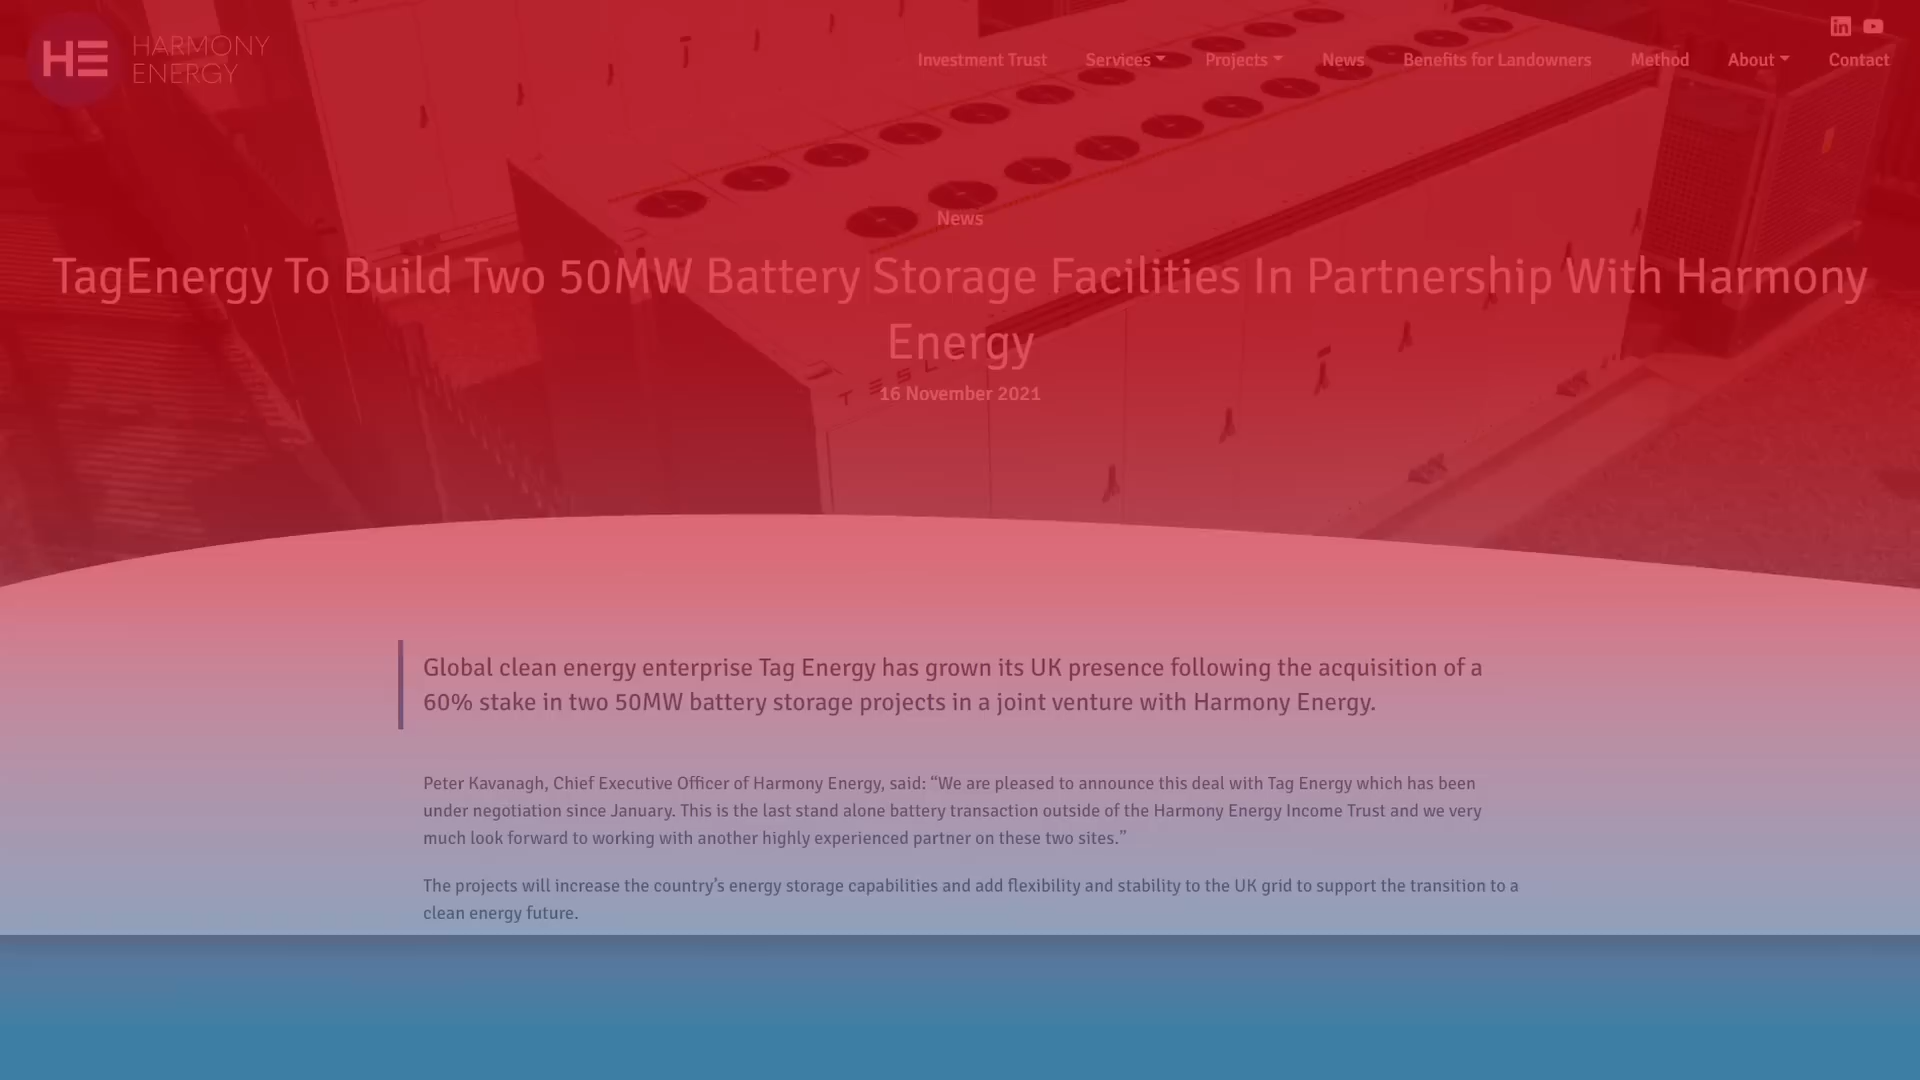 HARMONY
ENERGY
Investment Trust Services Projects News Benefits for Landowners Method About Contact
News
TagEnergy To Build Two 50MW Battery Storage Facilities In Partnership With Harmony
Energy
TESLA
16 November 2021
Global clean energy enterprise Tag Energy has grown its UK presence following the acquisition of a
60% stake in two 50MW battery storage projects in a joint venture with Harmony Energy.
Peter Kavanagh, Chief Executive Officer of Harmony Energy, said: “We are pleased to announce this deal with Tag Energy which has been
under negotiation since January. This is the last stand alone battery transaction outside of the Harmony Energy Income Trust and we very
much look forward to working with another highly experienced partner on these two sites.”
The projects will increase the country’s energy storage capabilities and add flexibility and stability to the UK grid to support the transition to a
clean energy future.